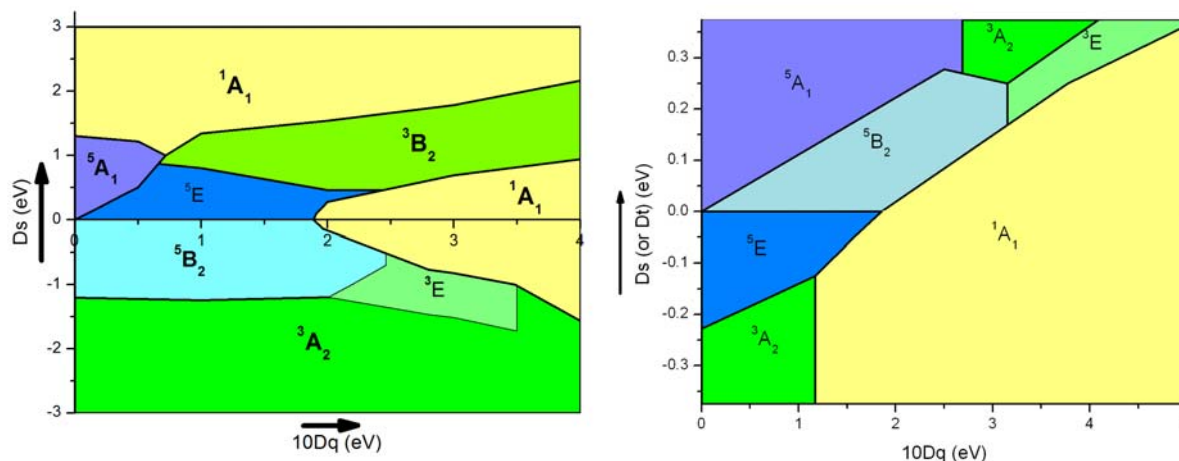 3
2
1
0
-1
-2
-3
Ds (eV)
¹A₁
³B₂
⁵A₁
⁵E
¹A₁
⁵B₂
³E
³A₂
0
1
2
3
4
10Dq (eV)
0.3
0.2
0.1
0.0
-0.1
-0.2
-0.3
Ds (or Dt) (eV)
³A₂
³E
⁵A₁
⁵B₂
⁵E
¹A₁
³A₂
0
1
2
3
4
10Dq (eV)